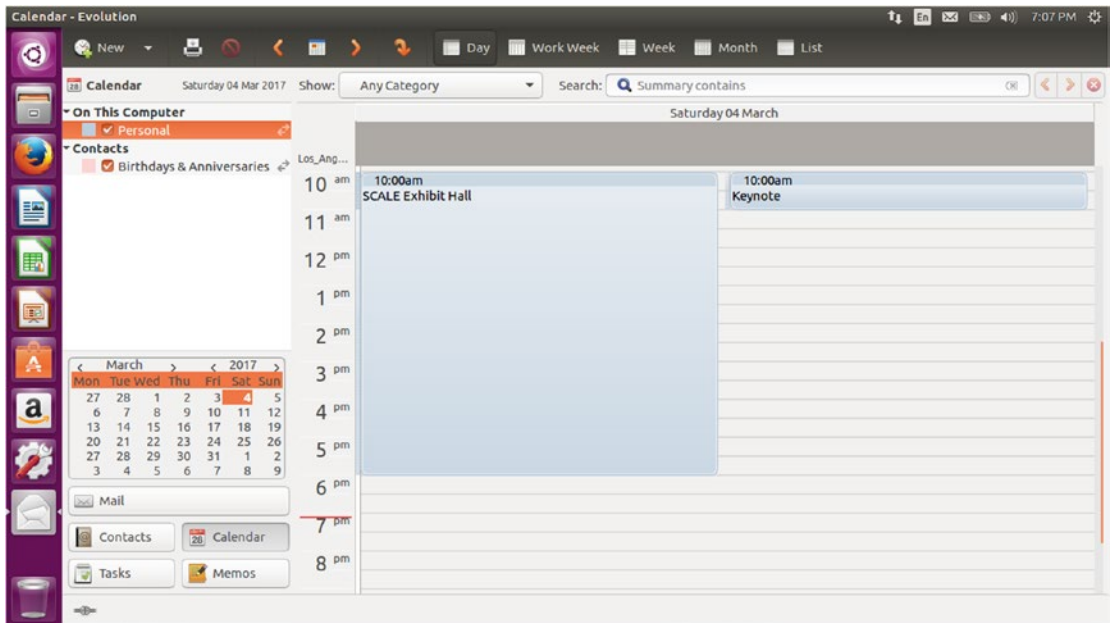 Calendar - Evolution
En
7:07 PM
New
Day
Work Week
Week
Month
List
Calendar
Saturday 04 Mar 2017
Show:
Any Category
Search:
Summary contains
On This Computer
Personal
Contacts
Birthdays & Anniversaries
Saturday 04 March
Los_Ang...
10 am
11 am
12 pm
1 pm
2 pm
3 pm
4 pm
5 pm
6 pm
7 pm
8 pm
10:00am
SCALE Exhibit Hall
10:00am
Keynote
March 2017
Mon Tue Wed Thu Fri Sat Sun
27 28 1 2 3 4 5
6 7 8 9 10 11 12
13 14 15 16 17 18 19
20 21 22 23 24 25 26
27 28 29 30 31 1 2
3 4 5 6 7 8 9
Mail
Contacts
Calendar
Tasks
Memos